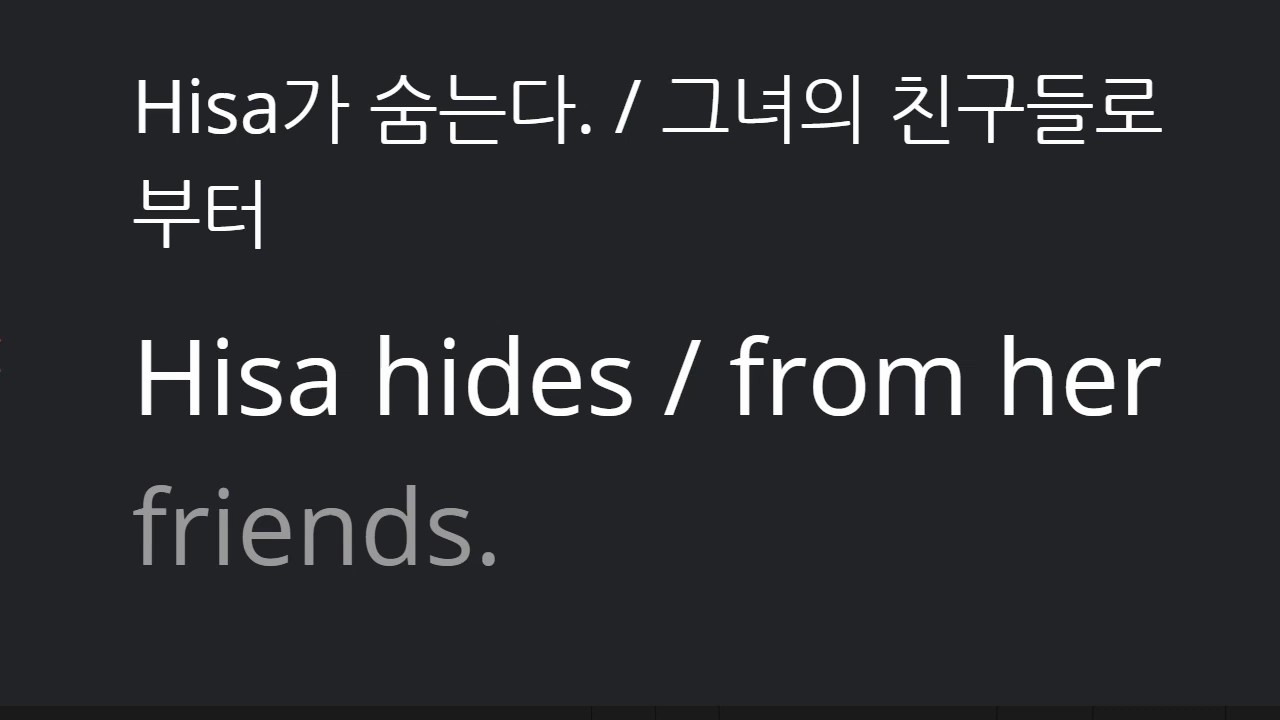 Hisa가 숨는다. / 그녀의 친구들로
부터
Hisa hides / from her
friends.